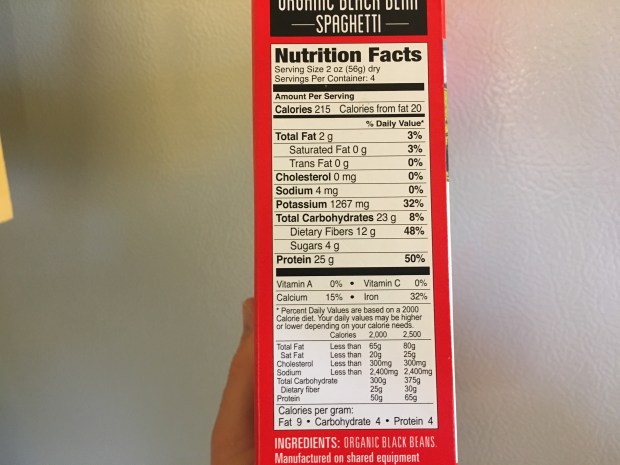 ORGANIC BLACK BEAN
SPAGHETTI
Nutrition Facts
Serving Size 2 oz (56g) dry
Servings Per Container: 4
Amount Per Serving
Calories 215 Calories from fat 20
% Daily Value*
Total Fat 2 g 3%
Saturated Fat 0 g 3%
Trans Fat 0 g 0%
Cholesterol 0 mg 0%
Sodium 4 mg 0%
Potassium 1267 mg 32%
Total Carbohydrates 23 g 8%
Dietary Fibers 12 g 48%
Sugars 4 g
Protein 25 g 50%
Vitamin A 0% • Vitamin C 0%
Calcium 15% • Iron 32%
* Percent Daily Values are based on a 2000
Calorie diet. Your daily values may be higher
or lower depending on your calorie needs.
Calories 2,000 2,500
Total Fat Less than 65g 80g
Sat Fat Less than 20g 25g
Cholesterol Less than 300mg 300mg
Sodium Less than 2,400mg 2,400mg
Total Carbohydrate 300g 375g
Dietary fiber 25g 30g
Protein 50g 65g
Calories per gram:
Fat 9 • Carbohydrate 4 • Protein 4
INGREDIENTS: ORGANIC BLACK BEANS.
Manufactured on shared equipment